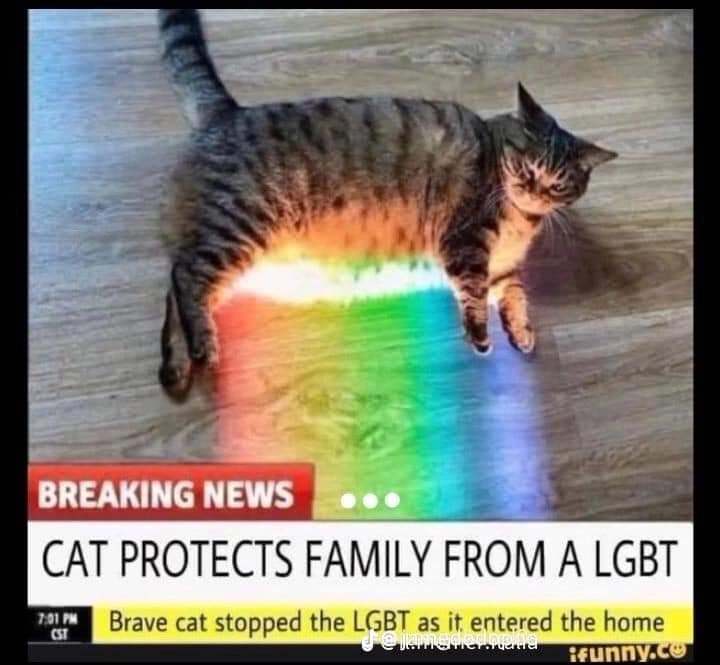 BREAKING NEWS
CAT PROTECTS FAMILY FROM A LGBT
7:01 PM
CST
Brave cat stopped the LGBT as it entered the home
ifunny.co